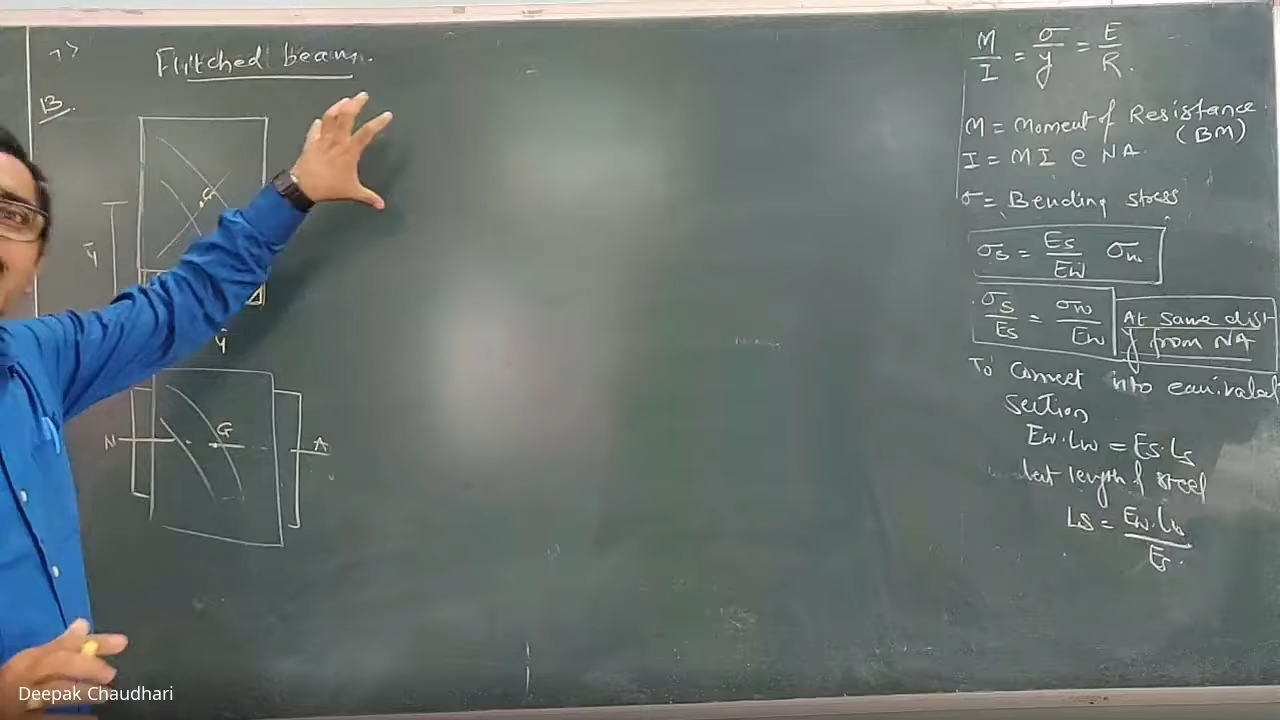 Flitched beam.
B.
G
ȳ
ȳ
N
G
A
M/I = σ/y = E/R.
M = Moment of Resistance.
(BM)
I = MI @ NA.
σ = Bending stress
σs = Es/Ew σw
σs/Es = σw/Ew
At same dist
y from NA
To convert into equivalent
section
Ew.Lw = Es.Ls
let length of steel
Ls = Ew.Lw/Es.
Deepak Chaudhari